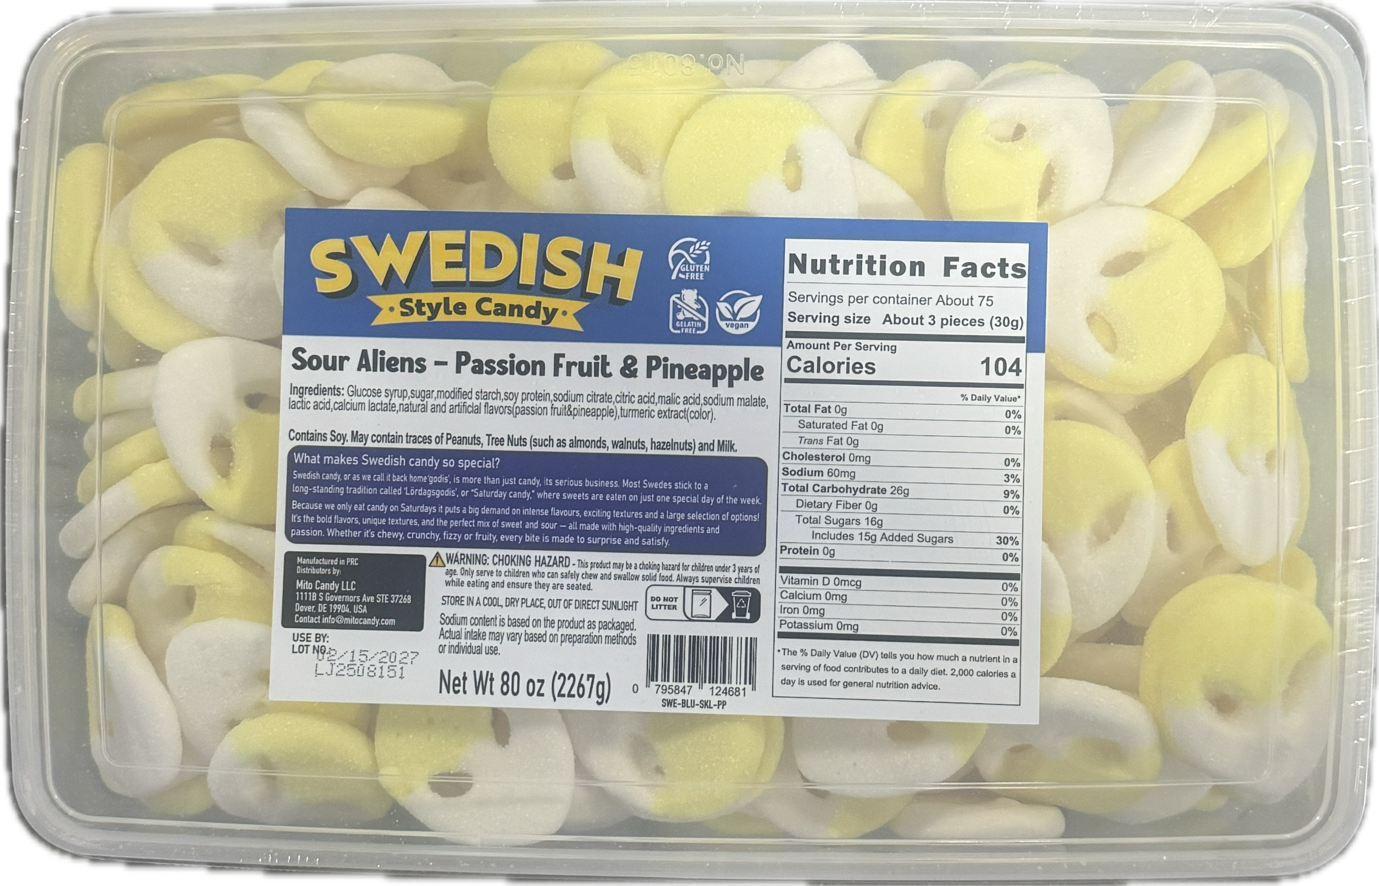 NO.8015
SWEDISH
Style Candy
GLUTEN
FREE
GELATIN
FREE
vegan
Sour Aliens – Passion Fruit & Pineapple
Ingredients: Glucose syrup,sugar,modified starch,soy protein,sodium citrate,citric acid,malic acid,sodium malate,
lactic acid,calcium lactate,natural and artificial flavors(passion fruit&pineapple),turmeric extract(color).
Contains Soy. May contain traces of Peanuts, Tree Nuts (such as almonds, walnuts, hazelnuts) and Milk.
What makes Swedish candy so special?
Swedish candy, or as we call it back home'godis', is more than just candy, its serious business. Most Swedes stick to a
long-standing tradition called 'Lördagsgodis', or "Saturday candy," where sweets are eaten on just one special day of the week.
Because we only eat candy on Saturdays it puts a big demand on intense flavours, exciting textures and a large selection of options!
It's the bold flavors, unique textures, and the perfect mix of sweet and sour — all made with high-quality ingredients and
passion. Whether it's chewy, crunchy, fizzy or fruity, every bite is made to surprise and satisfy.
Manufactured in PRC
Distributors by:
Mito Candy LLC
1111B S Governors Ave STE 37268
Dover, DE 19904, USA
Contact info@mitocandy.com
USE BY:
LOT NO.:
02/15/2027
LJ2508151
WARNING: CHOKING HAZARD - This product may be a choking hazard for children under 3 years of
age. Only serve to children who can safely chew and swallow solid food. Always supervise children
while eating and ensure they are seated.
STORE IN A COOL, DRY PLACE, OUT OF DIRECT SUNLIGHT
DO NOT
LITTER
Sodium content is based on the product as packaged.
Actual intake may vary based on preparation methods
or individual use.
Net Wt 80 oz (2267g)
0 795847 124681
SWE-BLU-SKL-PP
Nutrition Facts
Servings per container About 75
Serving size About 3 pieces (30g)
Amount Per Serving
Calories 104
% Daily Value*
Total Fat 0g 0%
Saturated Fat 0g 0%
Trans Fat 0g
Cholesterol 0mg 0%
Sodium 60mg 3%
Total Carbohydrate 26g 9%
Dietary Fiber 0g 0%
Total Sugars 16g
Includes 15g Added Sugars 30%
Protein 0g 0%
Vitamin D 0mcg 0%
Calcium 0mg 0%
Iron 0mg 0%
Potassium 0mg 0%
*The % Daily Value (DV) tells you how much a nutrient in a
serving of food contributes to a daily diet. 2,000 calories a
day is used for general nutrition advice.